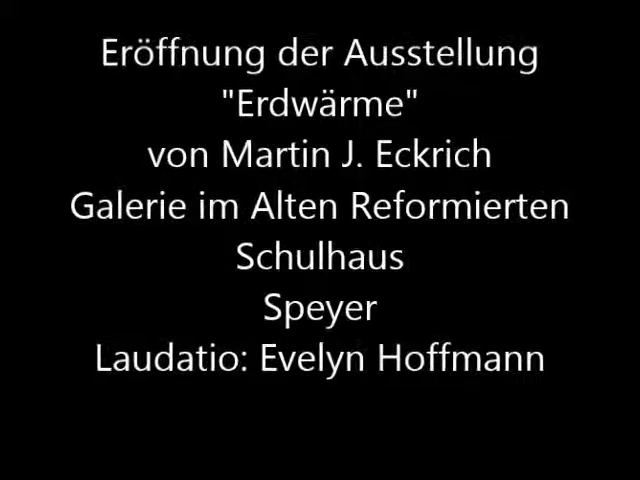 Eröffnung der Ausstellung
"Erdwärme"
von Martin J. Eckrich
Galerie im Alten Reformierten
Schulhaus
Speyer
Laudatio: Evelyn Hoffmann